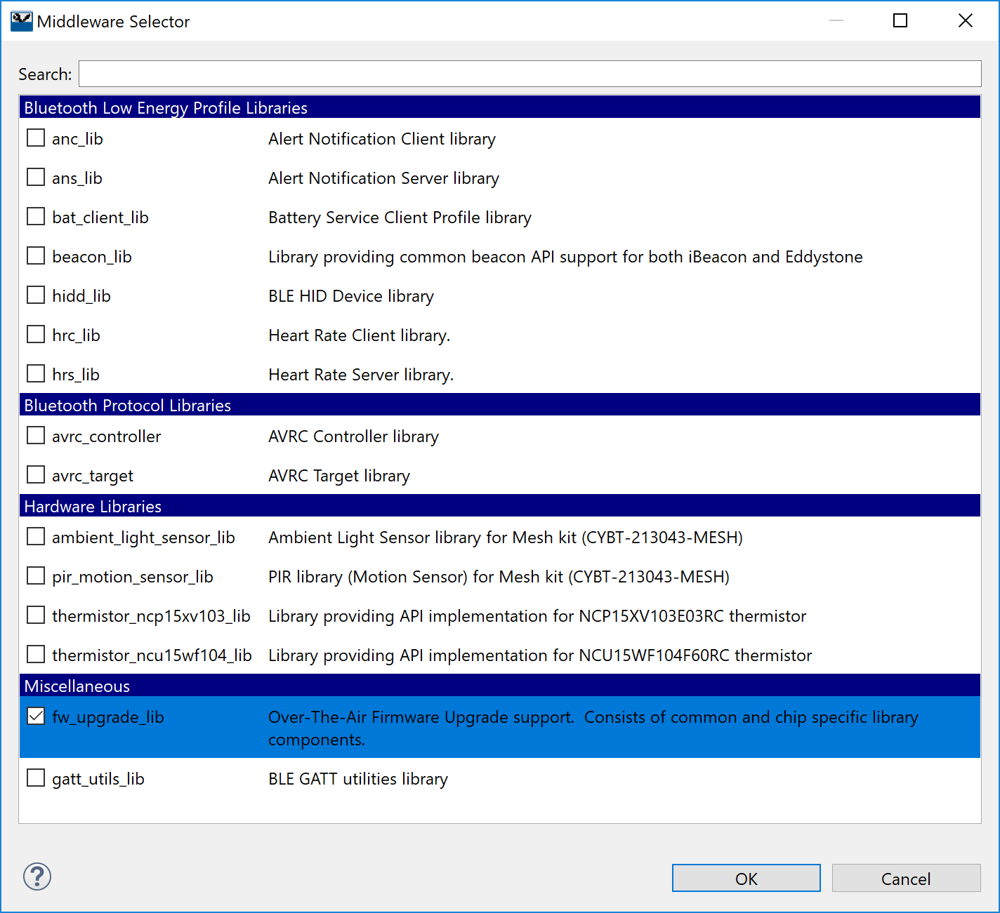 Middleware Selector
Search:
Bluetooth Low Energy Profile Libraries
anc_lib Alert Notification Client library
ans_lib Alert Notification Server library
bat_client_lib Battery Service Client Profile library
beacon_lib Library providing common beacon API support for both iBeacon and Eddystone
hidd_lib BLE HID Device library
hrc_lib Heart Rate Client library.
hrs_lib Heart Rate Server library.
Bluetooth Protocol Libraries
avrc_controller AVRC Controller library
avrc_target AVRC Target library
Hardware Libraries
ambient_light_sensor_lib Ambient Light Sensor library for Mesh kit (CYBT-213043-MESH)
pir_motion_sensor_lib PIR library (Motion Sensor) for Mesh kit (CYBT-213043-MESH)
thermistor_ncp15xv103_lib Library providing API implementation for NCP15XV103E03RC thermistor
thermistor_ncu15wf104_lib Library providing API implementation for NCU15WF104F60RC thermistor
Miscellaneous
fw_upgrade_lib Over-The-Air Firmware Upgrade support.  Consists of common and chip specific library
components.
gatt_utils_lib BLE GATT utilities library
? OK Cancel